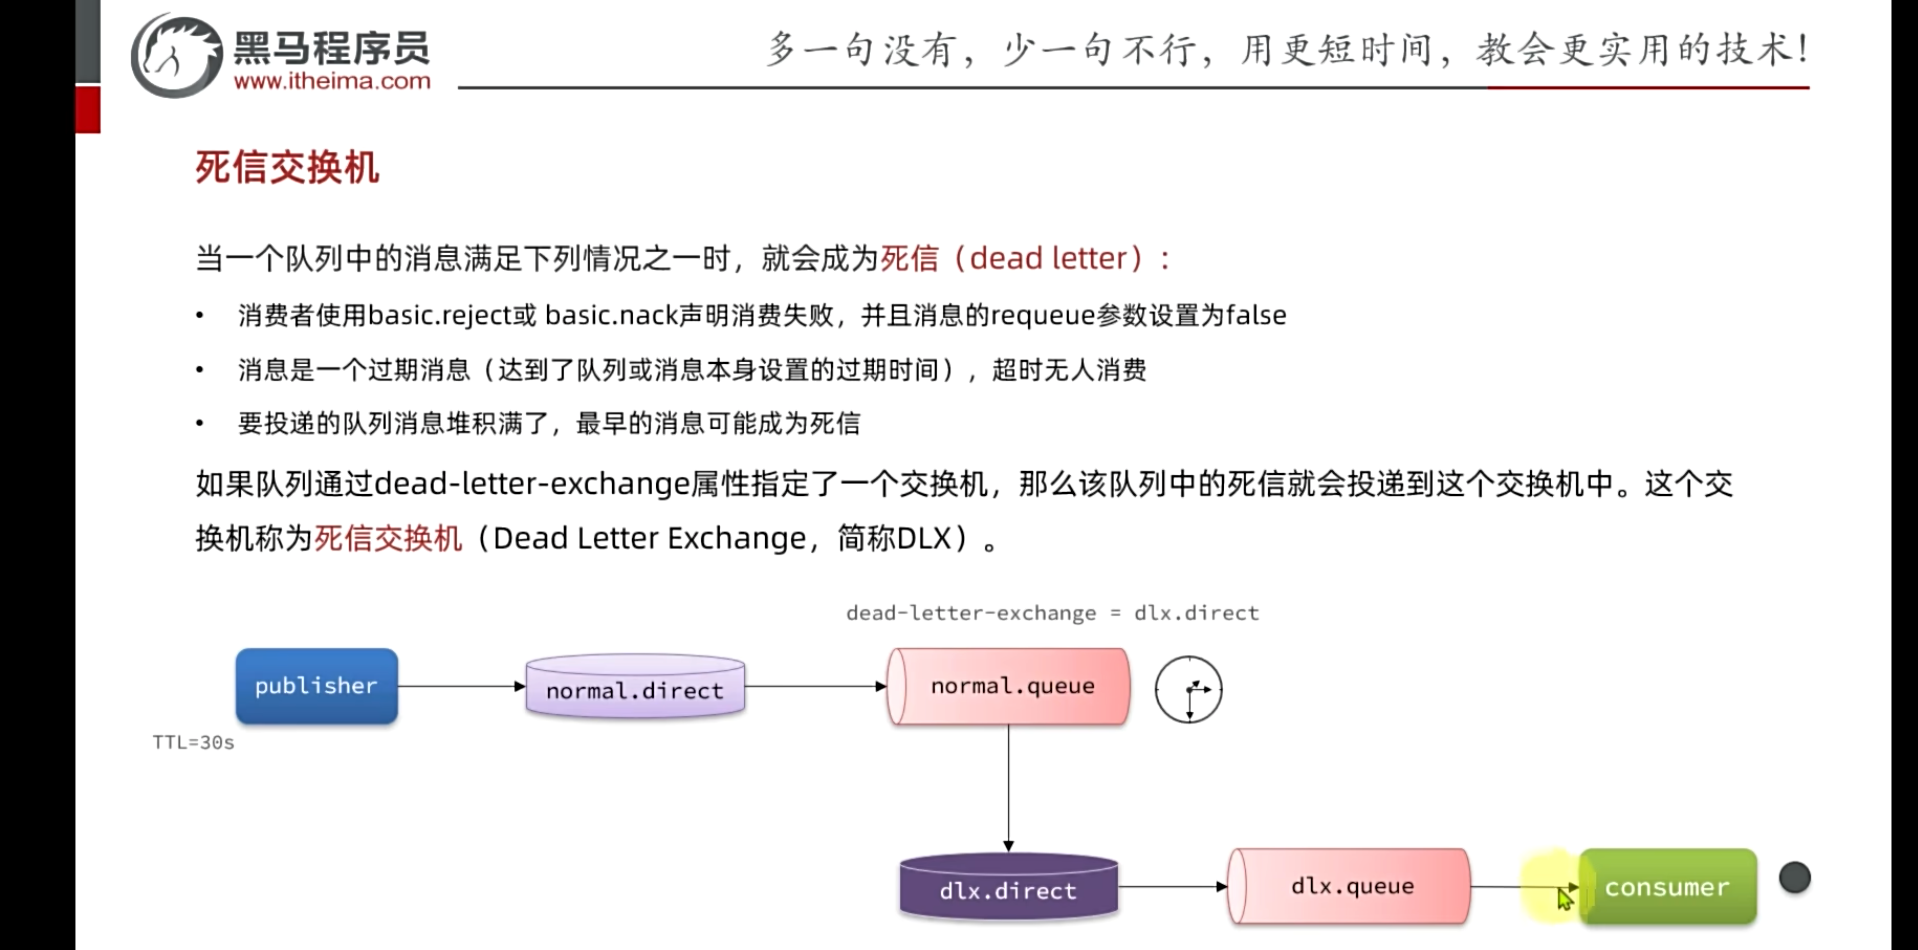 黑马程序员
www.itheima.com
多一句没有，少一句不行，用更短时间，教会更实用的技术！
死信交换机
当一个队列中的消息满足下列情况之一时，就会成为死信（dead letter）：
• 消费者使用basic.reject或 basic.nack声明消费失败，并且消息的requeue参数设置为false
• 消息是一个过期消息（达到了队列或消息本身设置的过期时间），超时无人消费
• 要投递的队列消息堆积满了，最早的消息可能成为死信
如果队列通过dead-letter-exchange属性指定了一个交换机，那么该队列中的死信就会投递到这个交换机中。这个交
换机称为死信交换机（Dead Letter Exchange，简称DLX）。
dead-letter-exchange = dlx.direct
publisher
normal.direct
normal.queue
TTL=30s
dlx.direct
dlx.queue
consumer